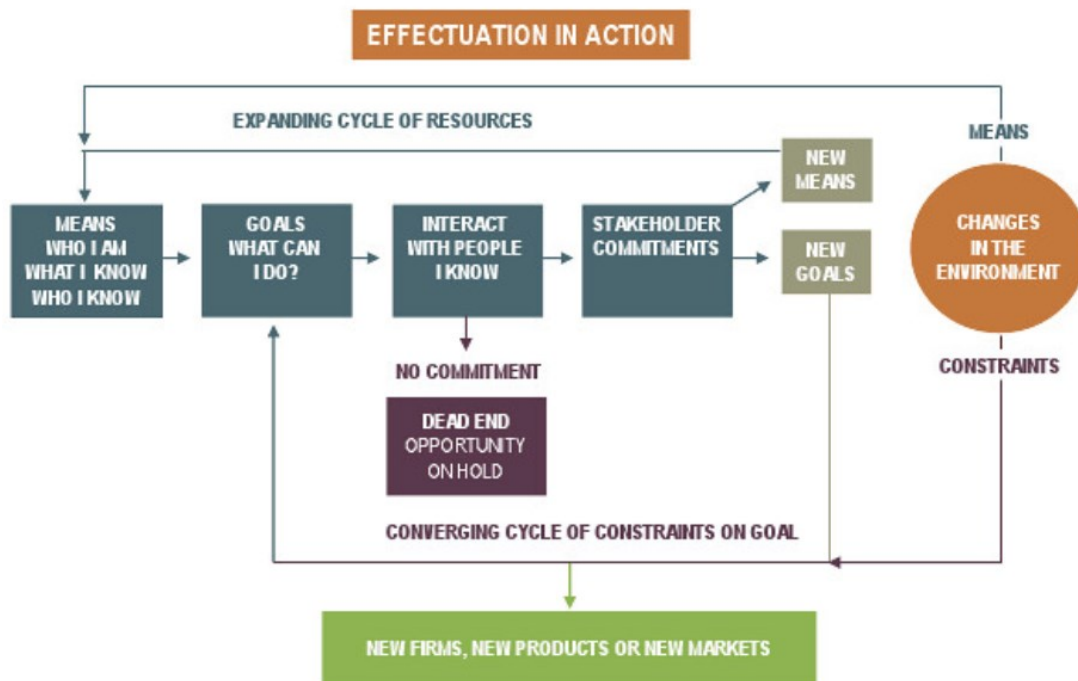 EFFECTUATION IN ACTION
EXPANDING CYCLE OF RESOURCES
MEANS
NEW
MEANS
MEANS
WHO I AM
WHAT I KNOW
WHO I KNOW
GOALS
WHAT CAN
I DO?
INTERACT
WITH PEOPLE
I KNOW
STAKEHOLDER
COMMITMENTS
NEW
GOALS
CHANGES
IN THE
ENVIRONMENT
NO COMMITMENT
CONSTRAINTS
DEAD END
OPPORTUNITY
ON HOLD
CONVERGING CYCLE OF CONSTRAINTS ON GOAL
NEW FIRMS, NEW PRODUCTS OR NEW MARKETS